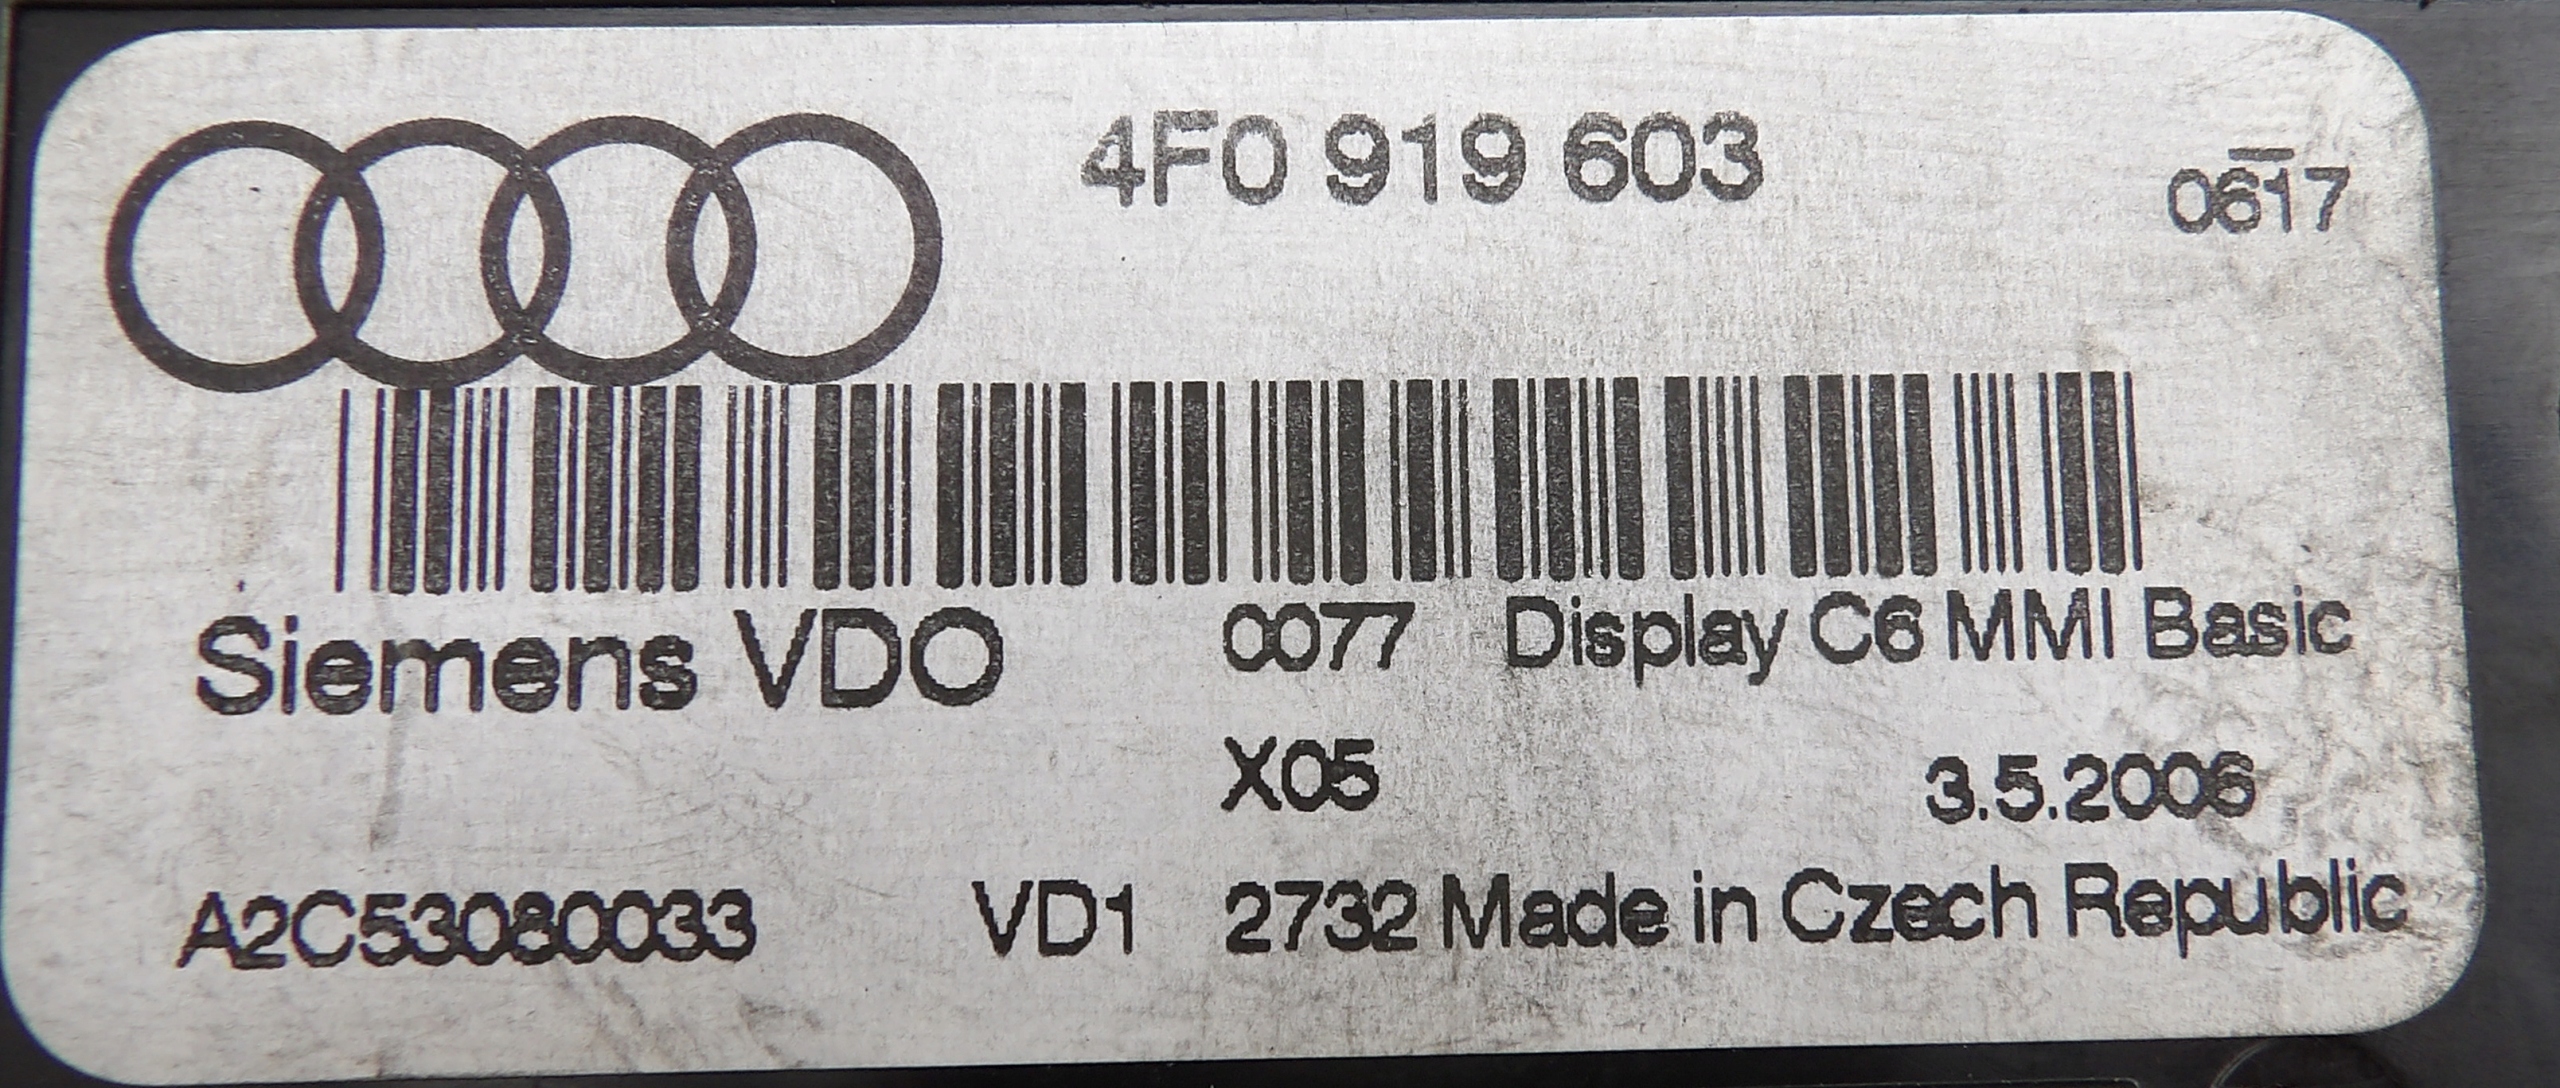 4F0 919 603
0617
Siemens VDO 0077 Display C6 MMI Basic
X05 3.5.2006
A2C53080033 VD1 2732 Made in Czech Republic